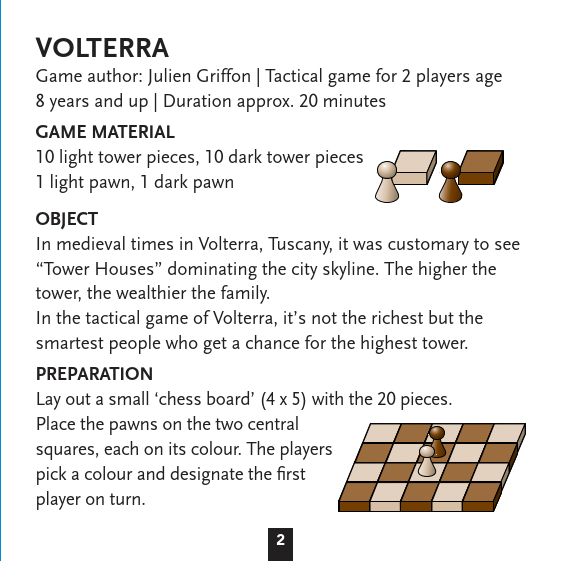 VOLTERRA
Game author: Julien Griffon | Tactical game for 2 players age
8 years and up | Duration approx. 20 minutes
GAME MATERIAL
10 light tower pieces, 10 dark tower pieces
1 light pawn, 1 dark pawn
OBJECT
In medieval times in Volterra, Tuscany, it was customary to see
“Tower Houses” dominating the city skyline. The higher the
tower, the wealthier the family.
In the tactical game of Volterra, it’s not the richest but the
smartest people who get a chance for the highest tower.
PREPARATION
Lay out a small ‘chess board’ (4 x 5) with the 20 pieces.
Place the pawns on the two central
squares, each on its colour. The players
pick a colour and designate the first
player on turn.
2